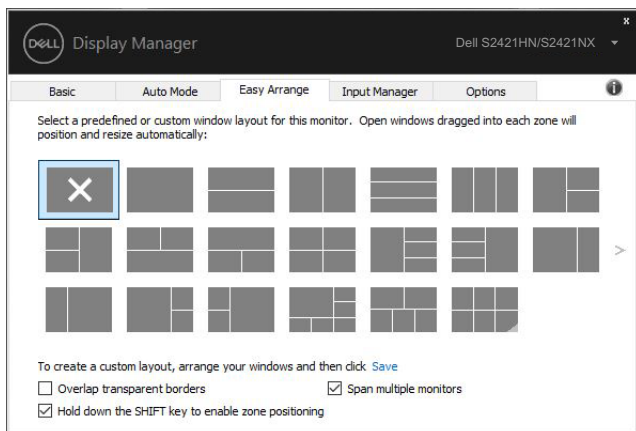 x
DELL Display Manager Dell S2421HN/S2421NX
Basic Auto Mode Easy Arrange Input Manager Options i
Select a predefined or custom window layout for this monitor. Open windows dragged into each zone will
position and resize automatically:
To create a custom layout, arrange your windows and then click Save
Overlap transparent borders Span multiple monitors
Hold down the SHIFT key to enable zone positioning